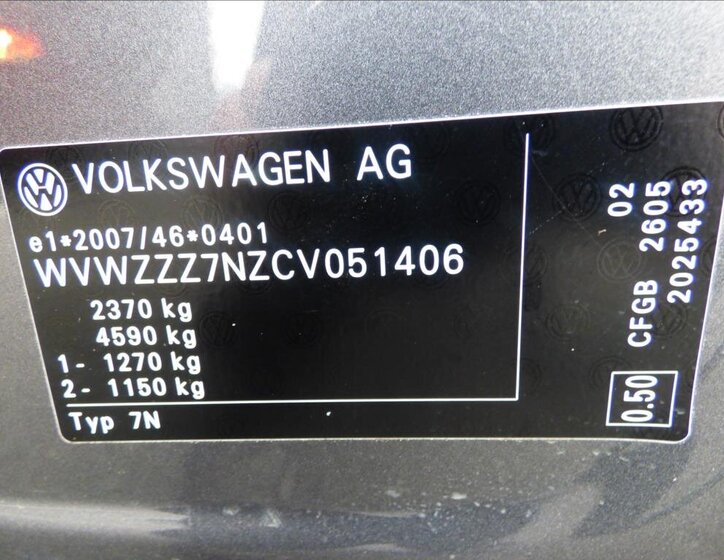 VOLKSWAGEN AG
e1*2007/46*0401
WVWZZZ7NZCV051406
2370 kg
4590 kg
1- 1270 kg
2- 1150 kg
Typ 7N
02
CFGB 2605
2025433
0.50